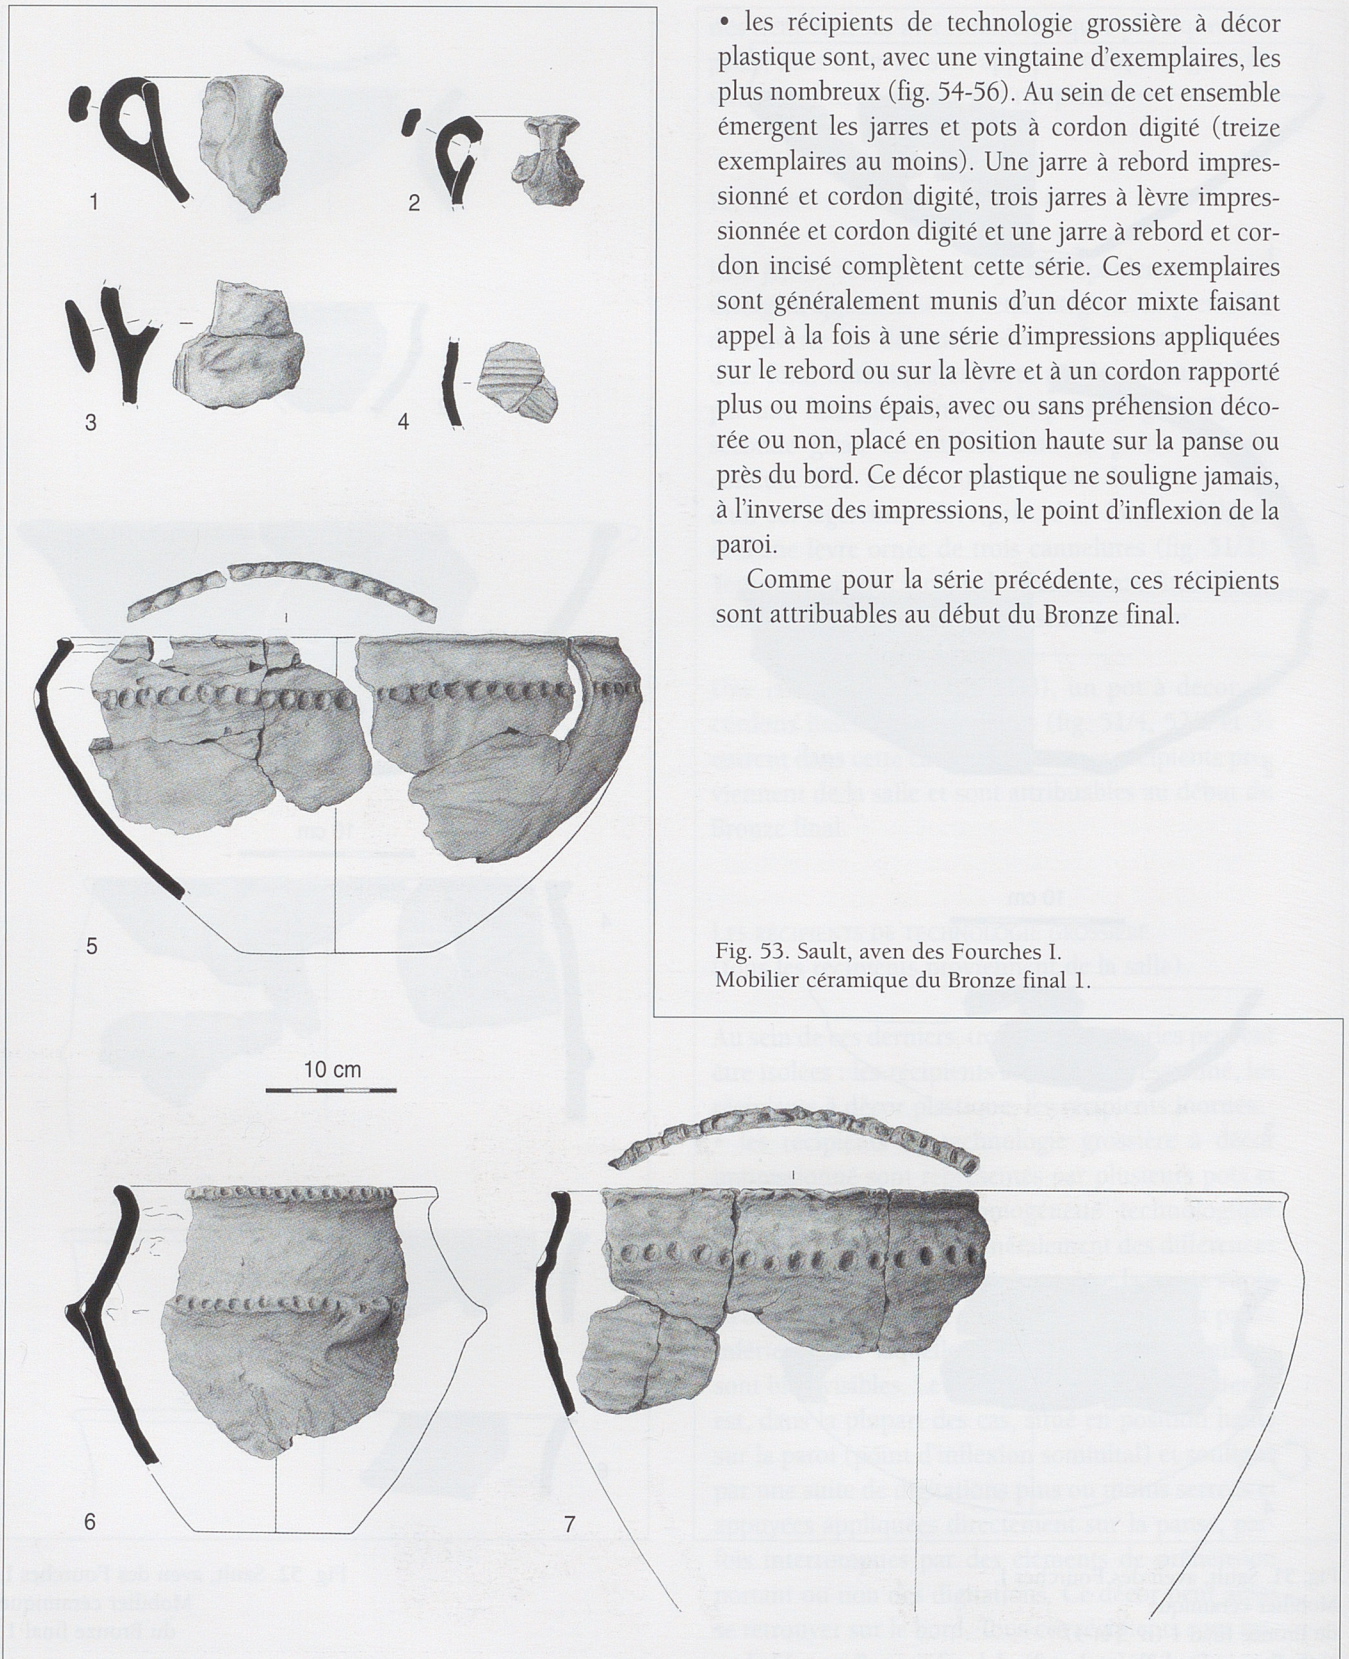 • les récipients de technologie grossière à décor
plastique sont, avec une vingtaine d'exemplaires, les
plus nombreux (fig. 54-56). Au sein de cet ensemble
émergent les jarres et pots à cordon digité (treize
exemplaires au moins). Une jarre à rebord impres-
sionné et cordon digité, trois jarres à lèvre impres-
sionnée et cordon digité et une jarre à rebord et cor-
don incisé complètent cette série. Ces exemplaires
sont généralement munis d'un décor mixte faisant
appel à la fois à une série d'impressions appliquées
sur le rebord ou sur la lèvre et à un cordon rapporté
plus ou moins épais, avec ou sans préhension déco-
rée ou non, placé en position haute sur la panse ou
près du bord. Ce décor plastique ne souligne jamais,
à l'inverse des impressions, le point d'inflexion de la
paroi.
Comme pour la série précédente, ces récipients
sont attribuables au début du Bronze final.
1
2
3
4
5
Fig. 53. Sault, aven des Fourches I.
Mobilier céramique du Bronze final 1.
10 cm
6
7